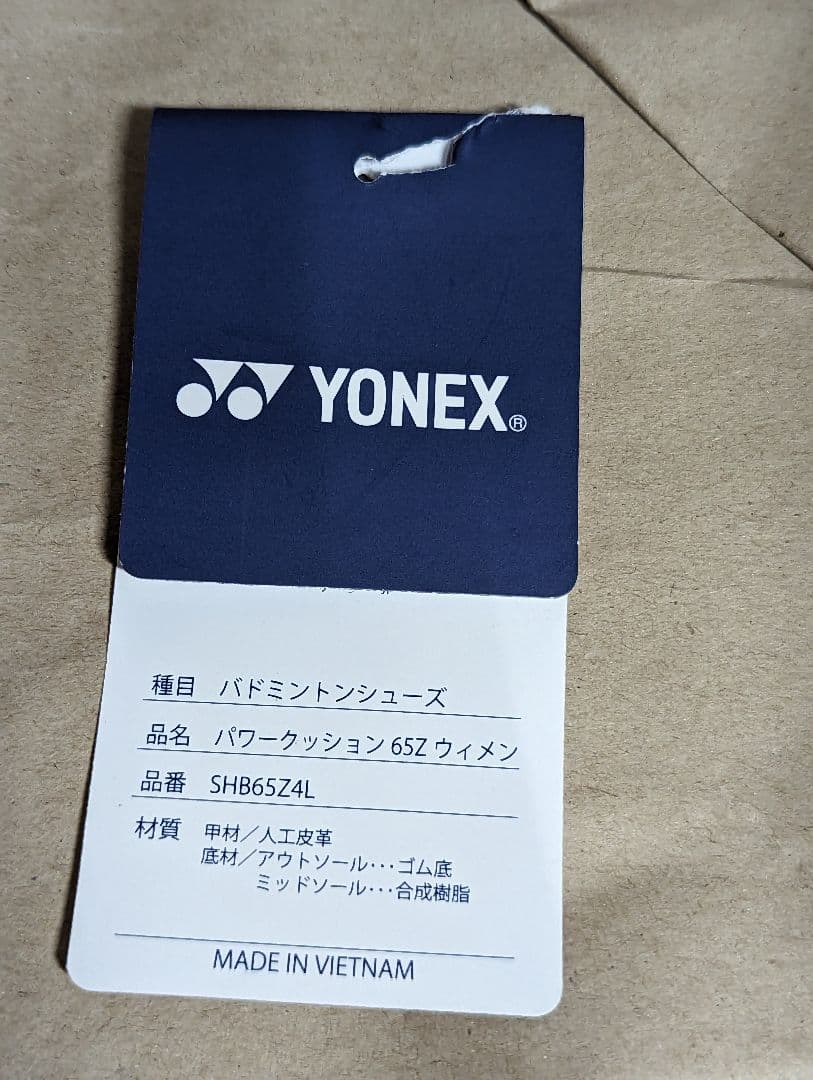 YONEX®
種目 バドミントンシューズ
品名 パワークッション 65Z ウィメン
品番 SHB65Z4L
材質 甲材／人工皮革
底材／アウトソール･･･ゴム底
ミッドソール･･･合成樹脂
MADE IN VIETNAM